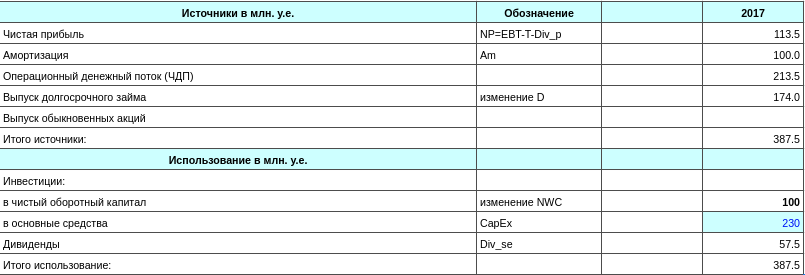 Источники в млн. у.е. Обозначение 2017
Чистая прибыль NP=EBT-T-Div_p 113.5
Амортизация Am 100.0
Операционный денежный поток (ЧДП) 213.5
Выпуск долгосрочного займа изменение D 174.0
Выпуск обыкновенных акций
Итого источники: 387.5
Использование в млн. у.е.
Инвестиции:
в чистый оборотный капитал изменение NWC 100
в основные средства CapEx 230
Дивиденды Div_se 57.5
Итого использование: 387.5